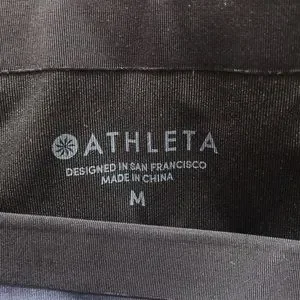 ATHLETA
DESIGNED IN SAN FRANCISCO
MADE IN CHINA
M